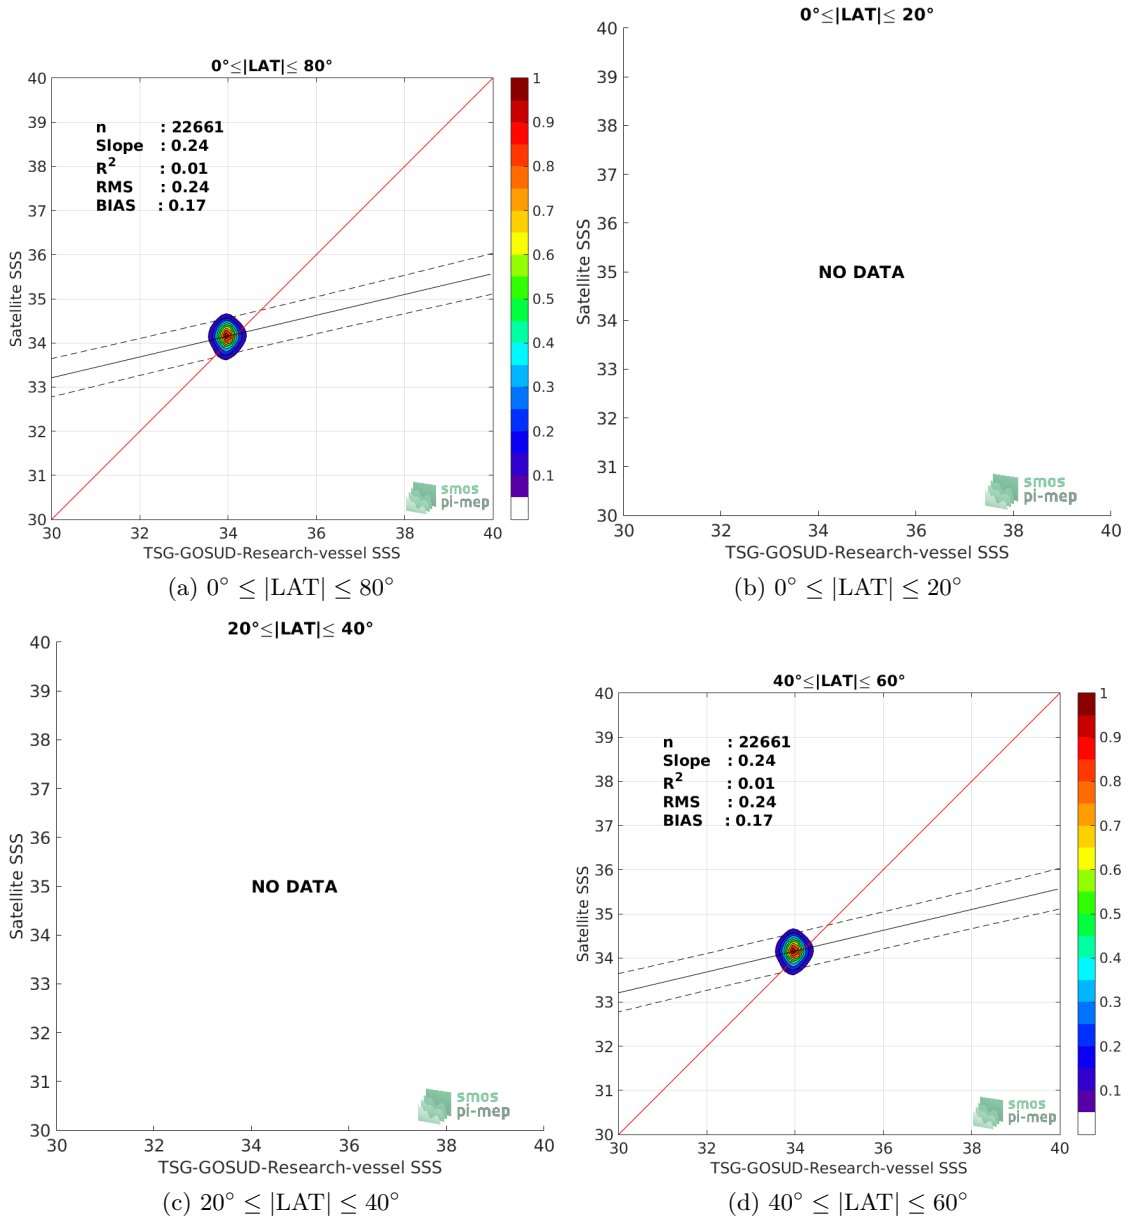 0°≤|LAT|≤ 80°
40
39
38
37
36
35
34
33
32
31
30
Satellite SSS
n : 22661
Slope : 0.24
R² : 0.01
RMS : 0.24
BIAS : 0.17
1
0.9
0.8
0.7
0.6
0.5
0.4
0.3
0.2
0.1
smos
pi-mep
30 32 34 36 38 40
TSG-GOSUD-Research-vessel SSS
(a) 0° ≤ |LAT| ≤ 80°
0°≤|LAT|≤ 20°
40
39
38
37
36
35
34
33
32
31
30
Satellite SSS
NO DATA
smos
pi-mep
30 32 34 36 38 40
TSG-GOSUD-Research-vessel SSS
(b) 0° ≤ |LAT| ≤ 20°
20°≤|LAT|≤ 40°
40
39
38
37
36
35
34
33
32
31
30
Satellite SSS
NO DATA
smos
pi-mep
30 32 34 36 38 40
TSG-GOSUD-Research-vessel SSS
(c) 20° ≤ |LAT| ≤ 40°
40°≤|LAT|≤ 60°
40
39
38
37
36
35
34
33
32
31
30
Satellite SSS
n : 22661
Slope : 0.24
R² : 0.01
RMS : 0.24
BIAS : 0.17
1
0.9
0.8
0.7
0.6
0.5
0.4
0.3
0.2
0.1
smos
pi-mep
30 32 34 36 38 40
TSG-GOSUD-Research-vessel SSS
(d) 40° ≤ |LAT| ≤ 60°